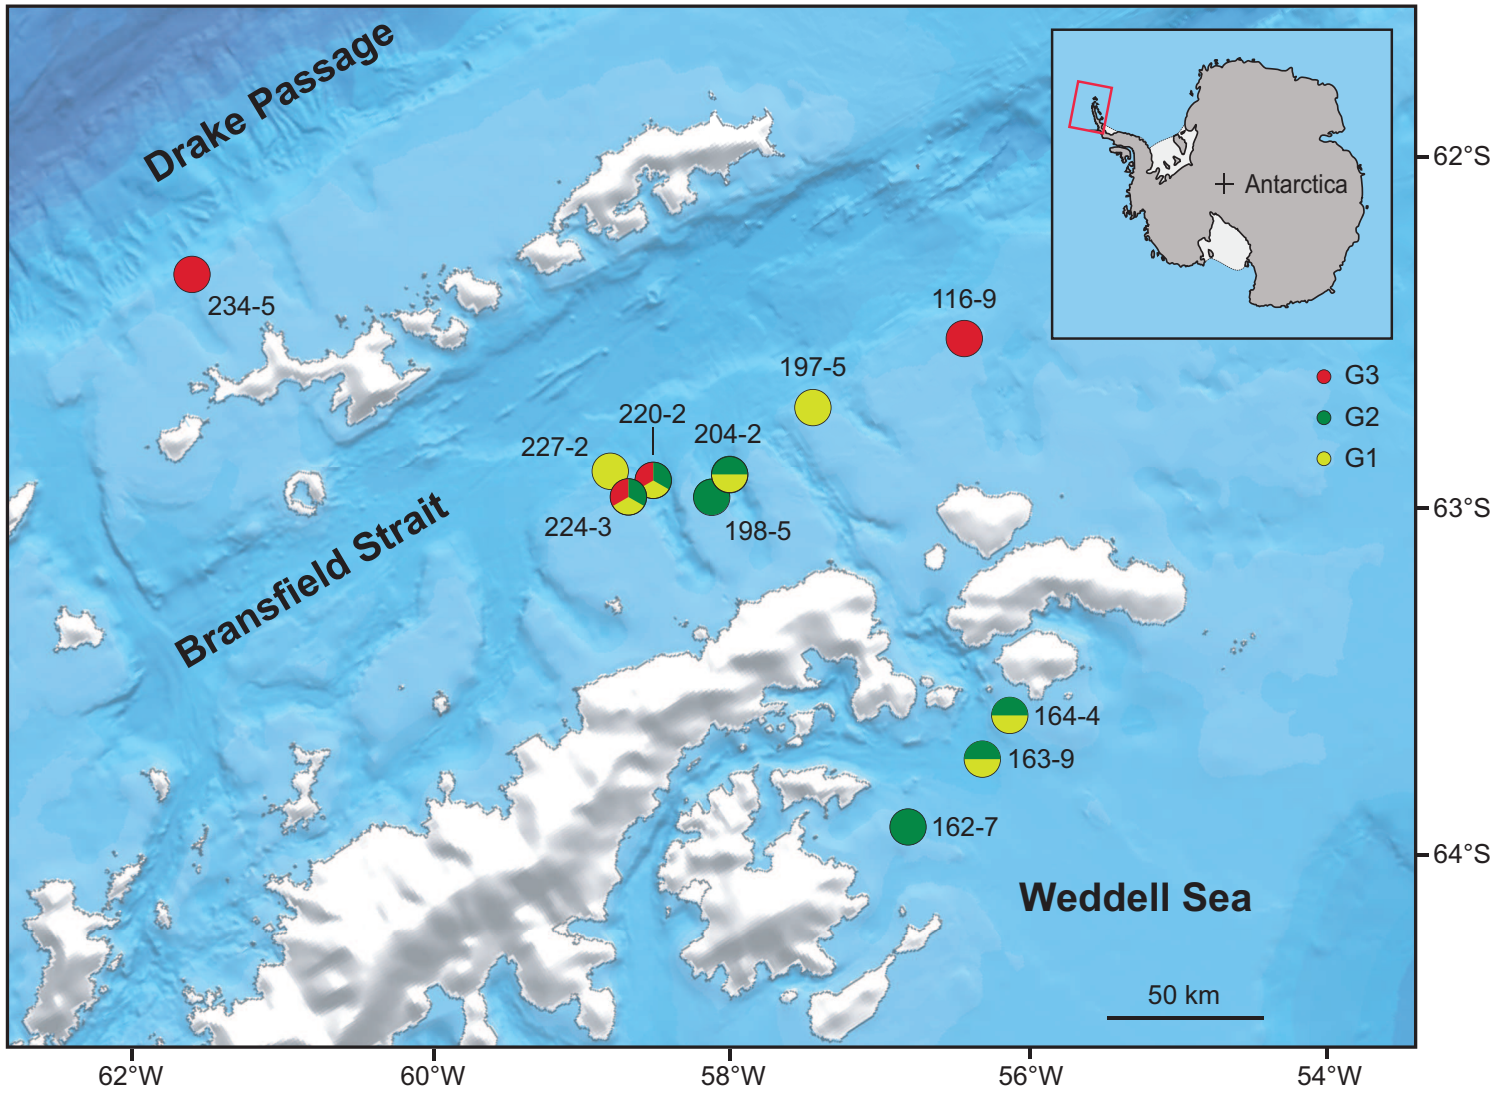 Drake Passage
Antarctica
62°S
234-5
116-9
197-5
G3
220-2
G2
227-2
204-2
G1
63°S
224-3
198-5
Bransfield Strait
164-4
163-9
162-7
64°S
Weddell Sea
50 km
62°W
60°W
58°W
56°W
54°W